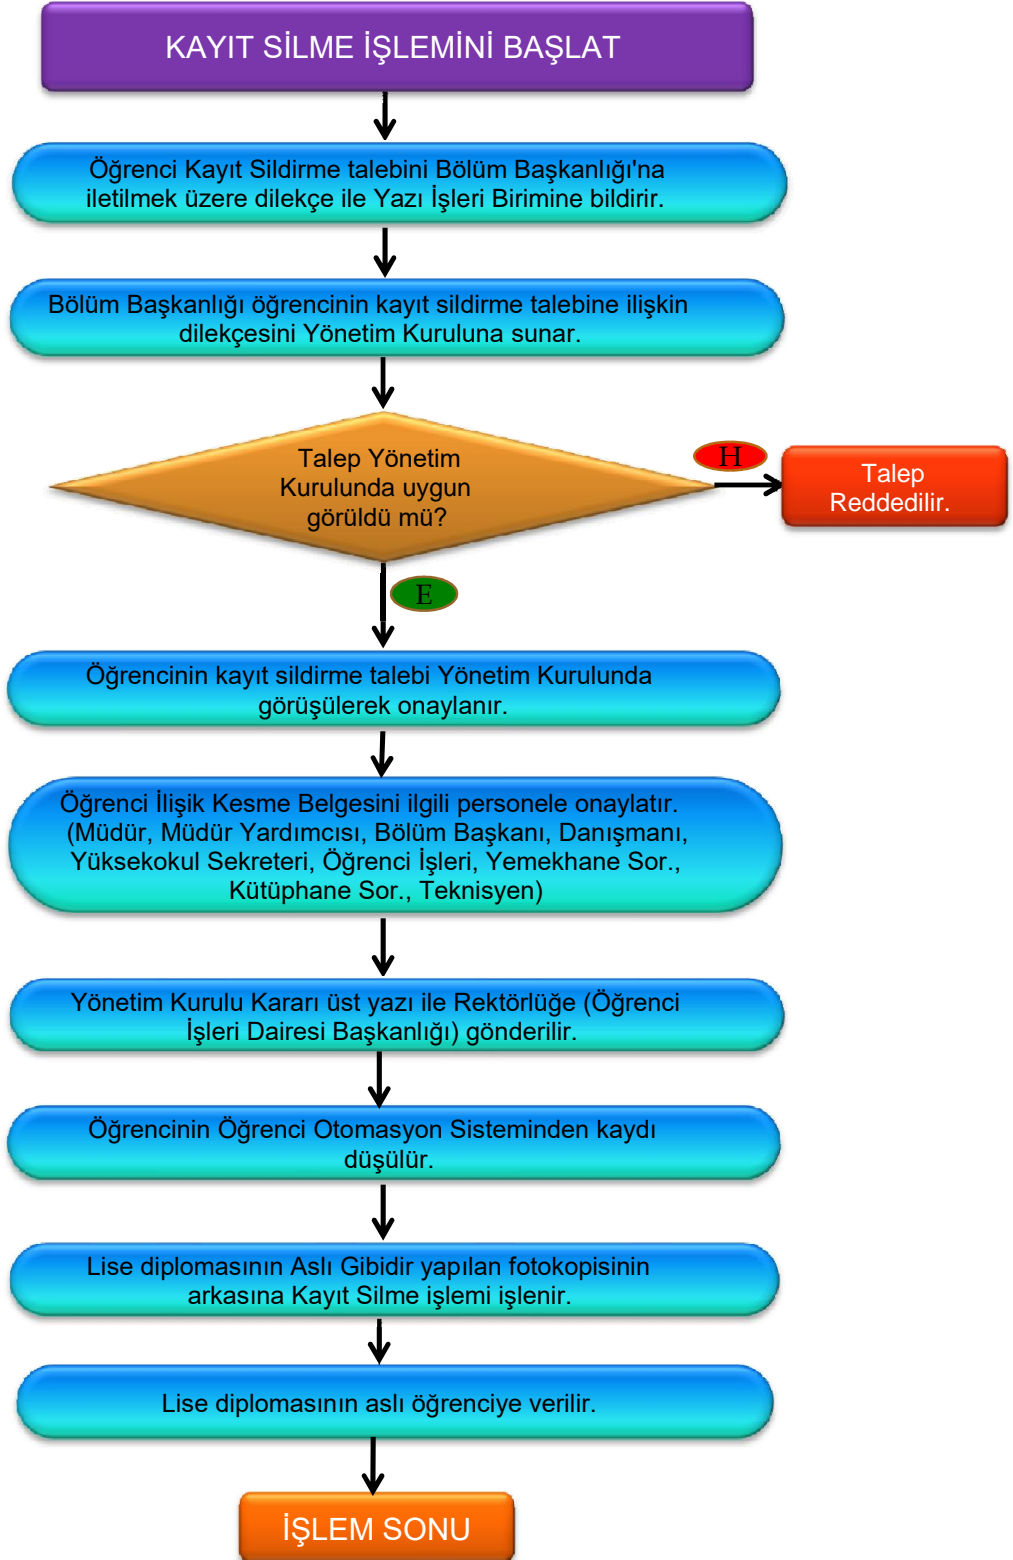 KAYIT SİLME İŞLEMİNİ BAŞLAT
Öğrenci Kayıt Sildirme talebini Bölüm Başkanlığı'na
iletilmek üzere dilekçe ile Yazı İşleri Birimine bildirir.
Bölüm Başkanlığı öğrencinin kayıt sildirme talebine ilişkin
dilekçesini Yönetim Kuruluna sunar.
Talep Yönetim
Kurulunda uygun
görüldü mü?
H
Talep
Reddedilir.
E
Öğrencinin kayıt sildirme talebi Yönetim Kurulunda
görüşülerek onaylanır.
Öğrenci İlişik Kesme Belgesini ilgili personele onaylatır.
(Müdür, Müdür Yardımcısı, Bölüm Başkanı, Danışmanı,
Yüksekokul Sekreteri, Öğrenci İşleri, Yemekhane Sor.,
Kütüphane Sor., Teknisyen)
Yönetim Kurulu Kararı üst yazı ile Rektörlüğe (Öğrenci
İşleri Dairesi Başkanlığı) gönderilir.
Öğrencinin Öğrenci Otomasyon Sisteminden kaydı
düşülür.
Lise diplomasının Aslı Gibidir yapılan fotokopisinin
arkasına Kayıt Silme işlemi işlenir.
Lise diplomasının aslı öğrenciye verilir.
İŞLEM SONU